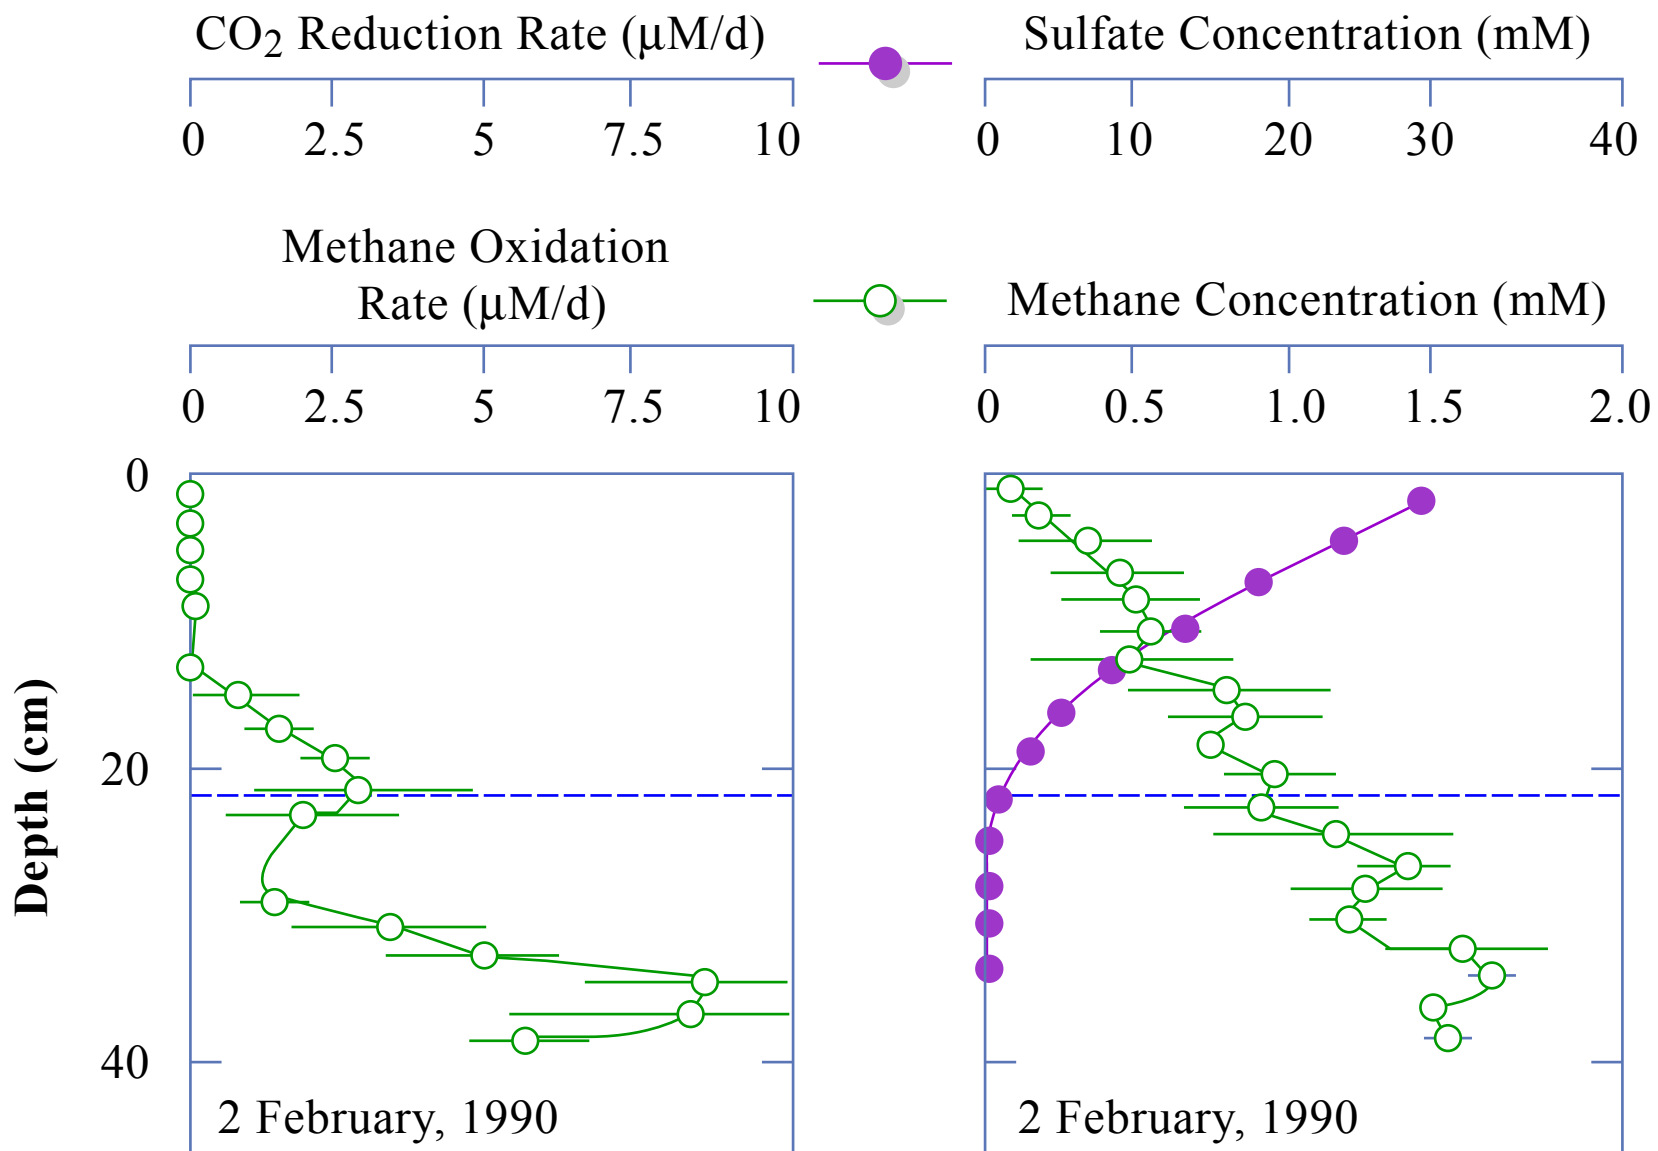 CO2 Reduction Rate (μM/d)
Sulfate Concentration (mM)
0 2.5 5 7.5 10
0 10 20 30 40
Methane Oxidation
Rate (μM/d)
Methane Concentration (mM)
0 2.5 5 7.5 10
0 0.5 1.0 1.5 2.0
0
20
40
Depth (cm)
2 February, 1990
2 February, 1990